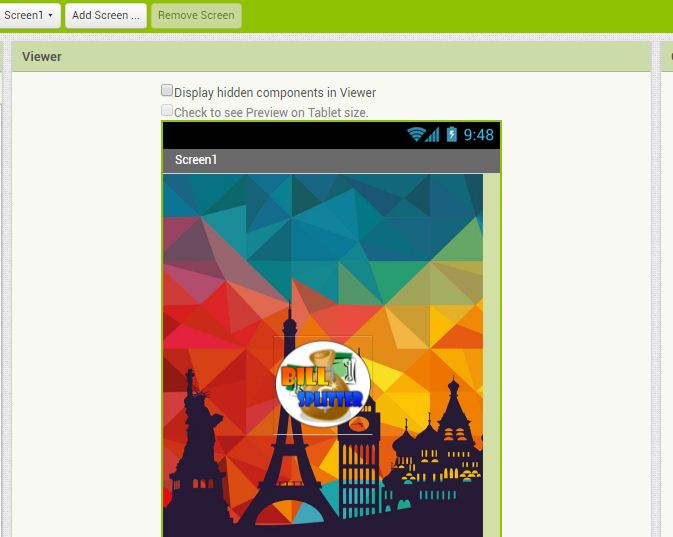 Screen1 Add Screen ... Remove Screen
Viewer
Display hidden components in Viewer
Check to see Preview on Tablet size.
9:48
Screen1
BILL
SPLITTER